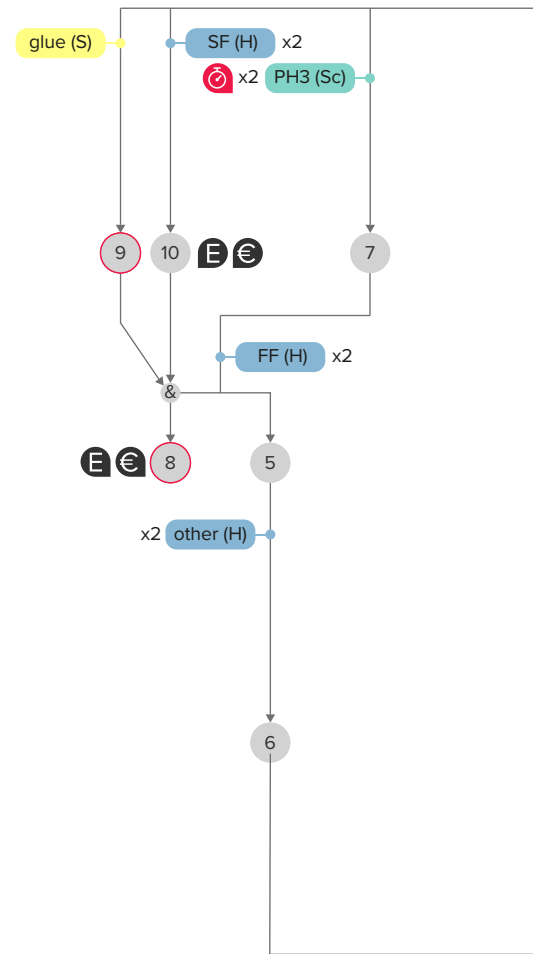 glue (S)
SF (H) x2
x2 PH3 (Sc)
9
10
E €
7
FF (H) x2
&
E €
8
5
x2 other (H)
6